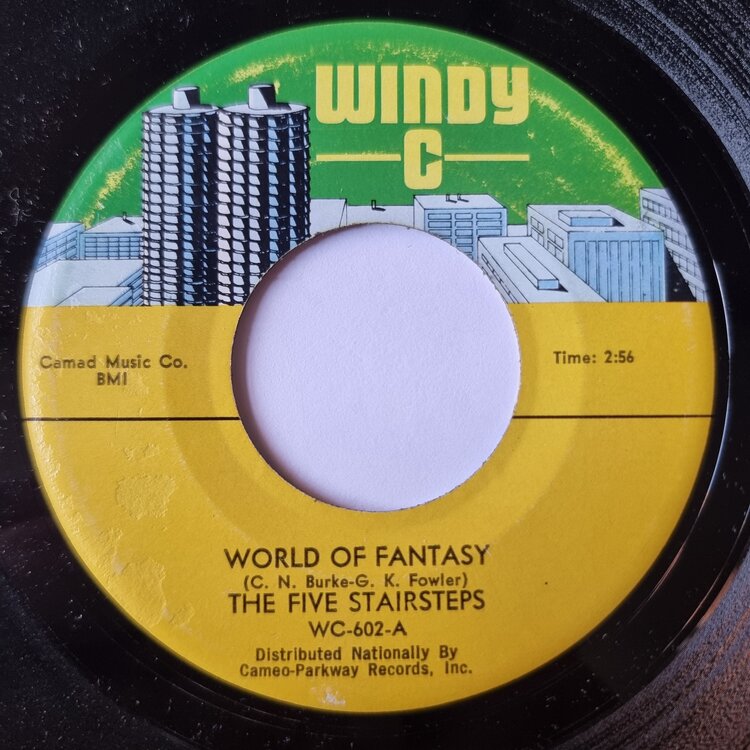 WINDY
C
Camad Music Co.
BMI
Time: 2:56
WORLD OF FANTASY
(C. N. Burke-G. K. Fowler)
THE FIVE STAIRSTEPS
WC-602-A
Distributed Nationally By
Cameo-Parkway Records, Inc.